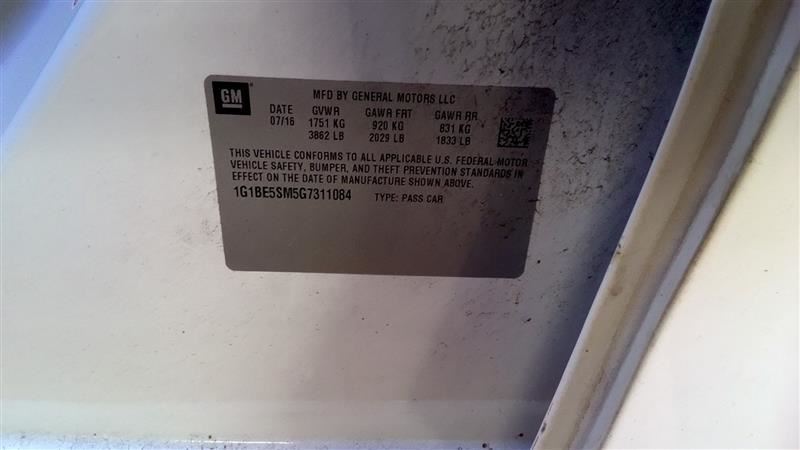 GM
MFD BY GENERAL MOTORS LLC
DATE GVWR GAWR FRT GAWR RR
07/16 1751 KG 920 KG 831 KG
3862 LB 2029 LB 1833 LB
THIS VEHICLE CONFORMS TO ALL APPLICABLE U.S. FEDERAL MOTOR
VEHICLE SAFETY, BUMPER, AND THEFT PREVENTION STANDARDS IN
EFFECT ON THE DATE OF MANUFACTURE SHOWN ABOVE.
1G1BE5SM5G7311084 TYPE: PASS CAR